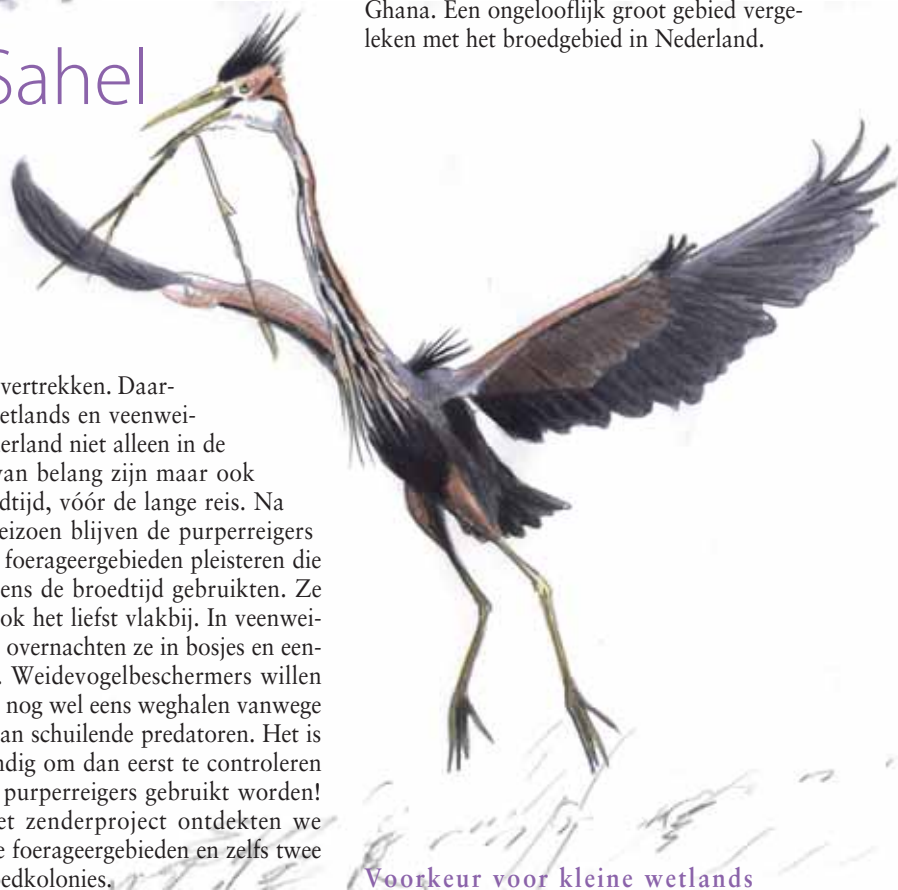 Sahel
vertrekken. Daar-
etlands en veenwei-
erland niet alleen in de
van belang zijn maar ook
dtijd, vóór de lange reis. Na
eizoen blijven de purperreigers
foerageergebieden pleisteren die
ens de broedtijd gebruikten. Ze
ook het liefst vlakbij. In veenwei-
overnachten ze in bosjes en een-
. Weidevogelbeschermers willen
nog wel eens weghalen vanwege
an schuilende predatoren. Het is
ndig om dan eerst te controleren
purperreigers gebruikt worden!
et zenderproject ontdekten we
e foerageergebieden en zelfs twee
edkolonies.
Ghana. Een ongelooflijk groot gebied verge-
leken met het broedgebied in Nederland.
Voorkeur voor kleine wetlands